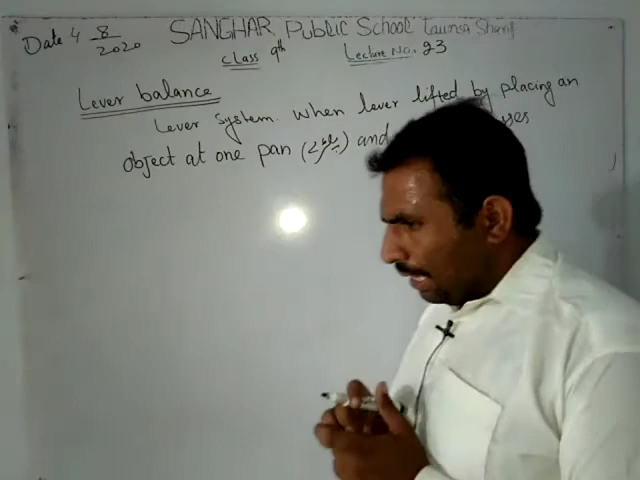 Date 4 8/2020 SANGHAR Public School Taunsa Sharif
Class 9th Lecture No. 23
Lever balance
Lever system. When lever lifted by placing an
object at one pan (پلڑے) and